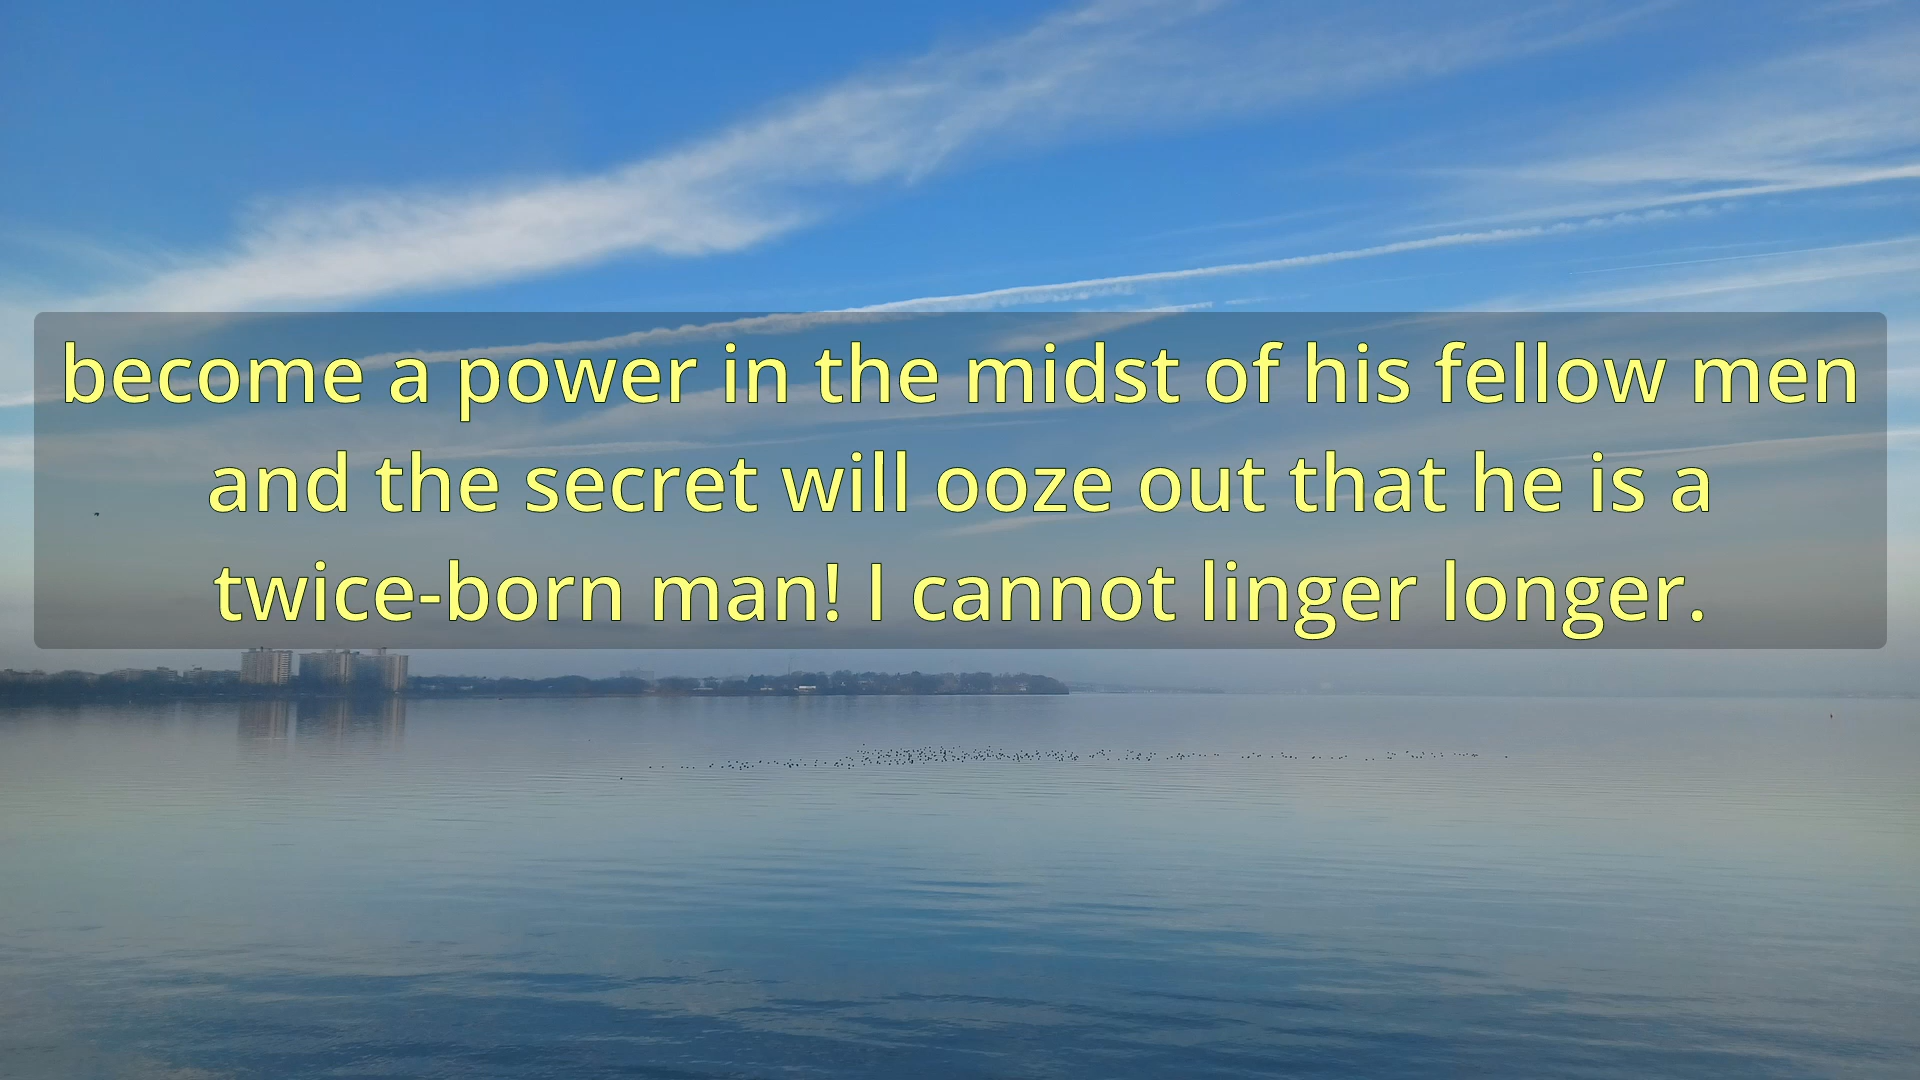 become a power in the midst of his fellow men
and the secret will ooze out that he is a
twice-born man! I cannot linger longer.